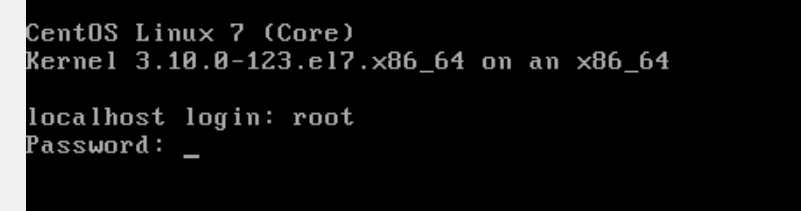 CentOS Linux 7 (Core)
Kernel 3.10.0-123.el7.x86_64 on an x86_64
localhost login: root
Password: _